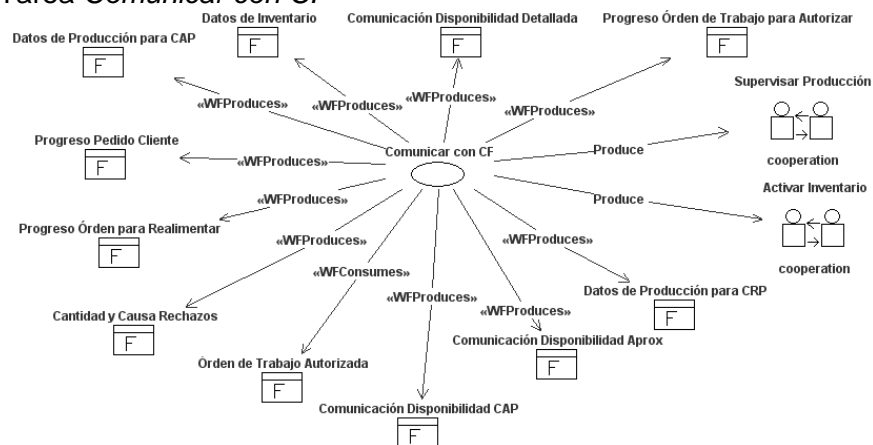 Tarea Comunicar con CF
Datos de Inventario
Comunicación Disponibilidad Detallada
Progreso Órden de Trabajo para Autorizar
Datos de Producción para CAP
F
F
F
F
Supervisar Producción
«WFProduces»
«WFProduces»
«WFProduces»
«WFProduces»
Progreso Pedido Cliente
Comunicar con CF
Produce
F
«WFProduces»
cooperation
Activar Inventario
«WFProduces»
Produce
Progreso Órden para Realimentar
F
«WFProduces»
«WFProduces»
«WFConsumes»
cooperation
Datos de Producción para CRP
«WFProduces»
«WFProduces»
F
Cantidad y Causa Rechazos
F
Comunicación Disponibilidad Aprox
F
Órden de Trabajo Autorizada
F
Comunicación Disponibilidad CAP
F